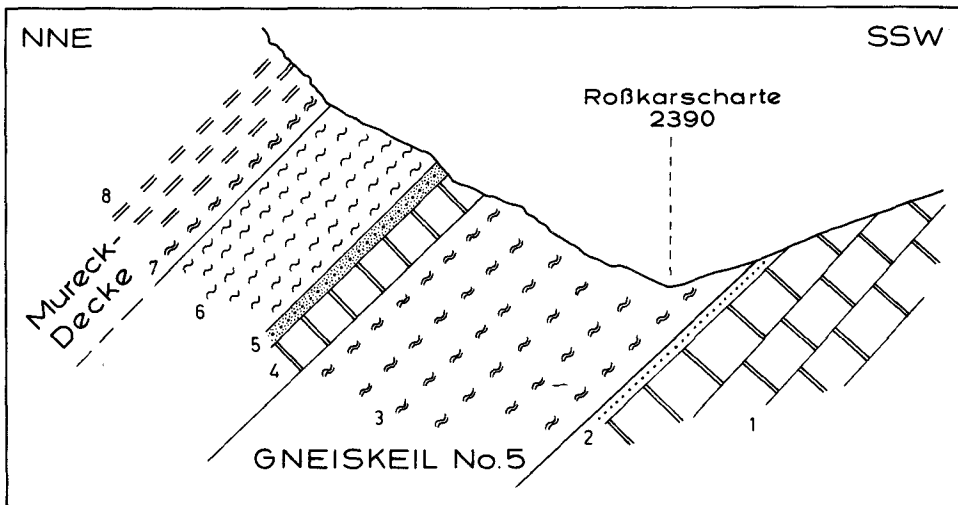 NNE
SSW
Roßkarscharte
2390
8
Mureck-
Decke
7
6
5
4
3
2
1
GNEISKEIL No.5